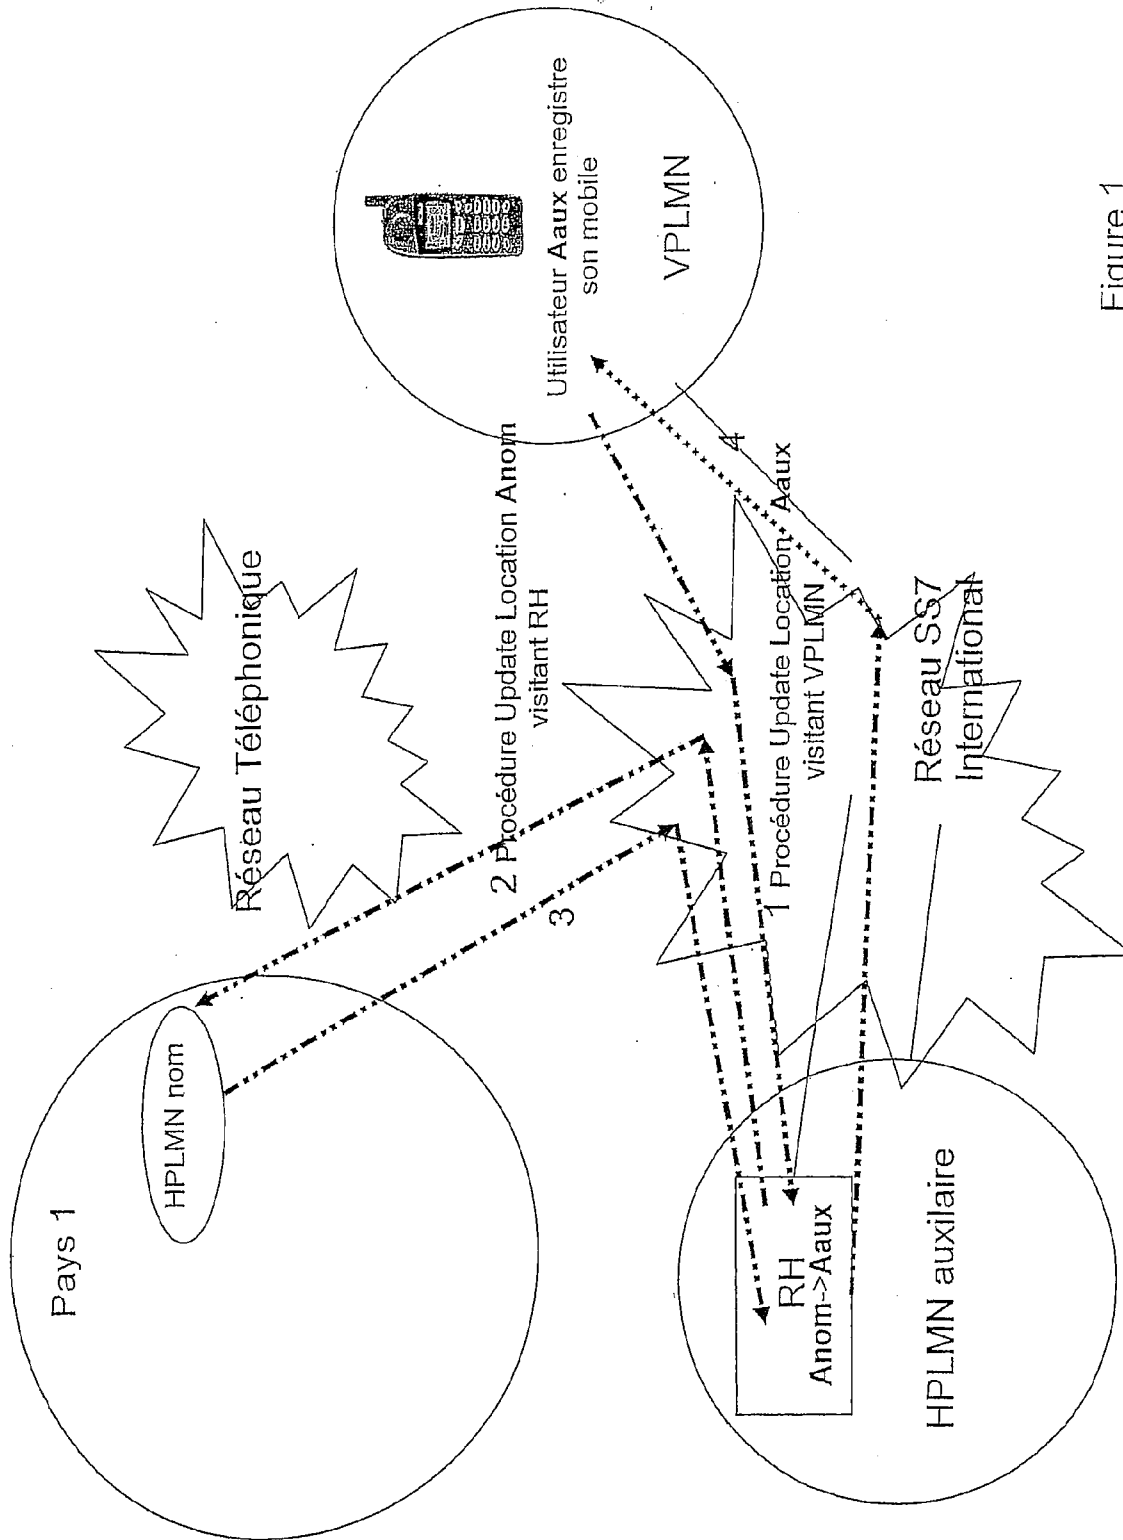 Pays 1
HPLMN nom
Réseau Téléphonique
2 Procédure Update Location Anom
visitant RH
3
Utilisateur Aaux enregistre
son mobile
VPLMN
4
1 Procédure Update Location Aaux
visitant VPLMN
RH
Anom->Aaux
HPLMN auxilaire
Réseau SS7
International
Figure 1